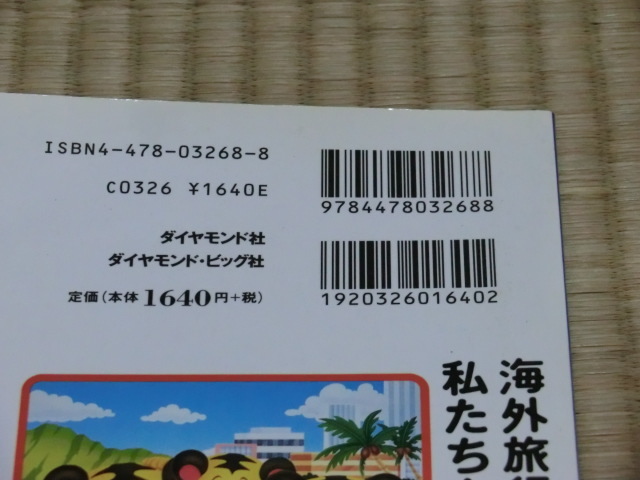 ISBN4-478-03268-8
C0326 ¥1640E
ダイヤモンド社
ダイヤモンド・ビッグ社
定価(本体1640円+税)
9784478032688
1920326016402
海外旅行
私たち